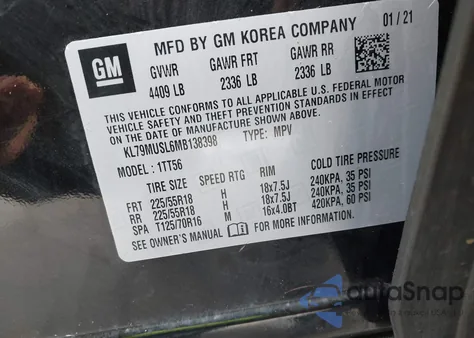 GM
MFD BY GM KOREA COMPANY 01/21
GVWR GAWR FRT GAWR RR
4409 LB 2336 LB 2336 LB
THIS VEHICLE CONFORMS TO ALL APPLICABLE U.S. FEDERAL MOTOR
VEHICLE SAFETY AND THEFT PREVENTION STANDARDS IN EFFECT
ON THE DATE OF MANUFACTURE SHOWN ABOVE.
KL79MUSL6MB138398 TYPE: MPV
MODEL: 1TT56
TIRE SIZE SPEED RTG RIM COLD TIRE PRESSURE
FRT 225/55R18 H 18x7.5J 240KPA, 35 PSI
RR 225/55R18 H 18x7.5J 240KPA, 35 PSI
SPA T125/70R16 M 16x4.0BT 420KPA, 60 PSI
SEE OWNER'S MANUAL FOR MORE INFORMATION.
autoSnap